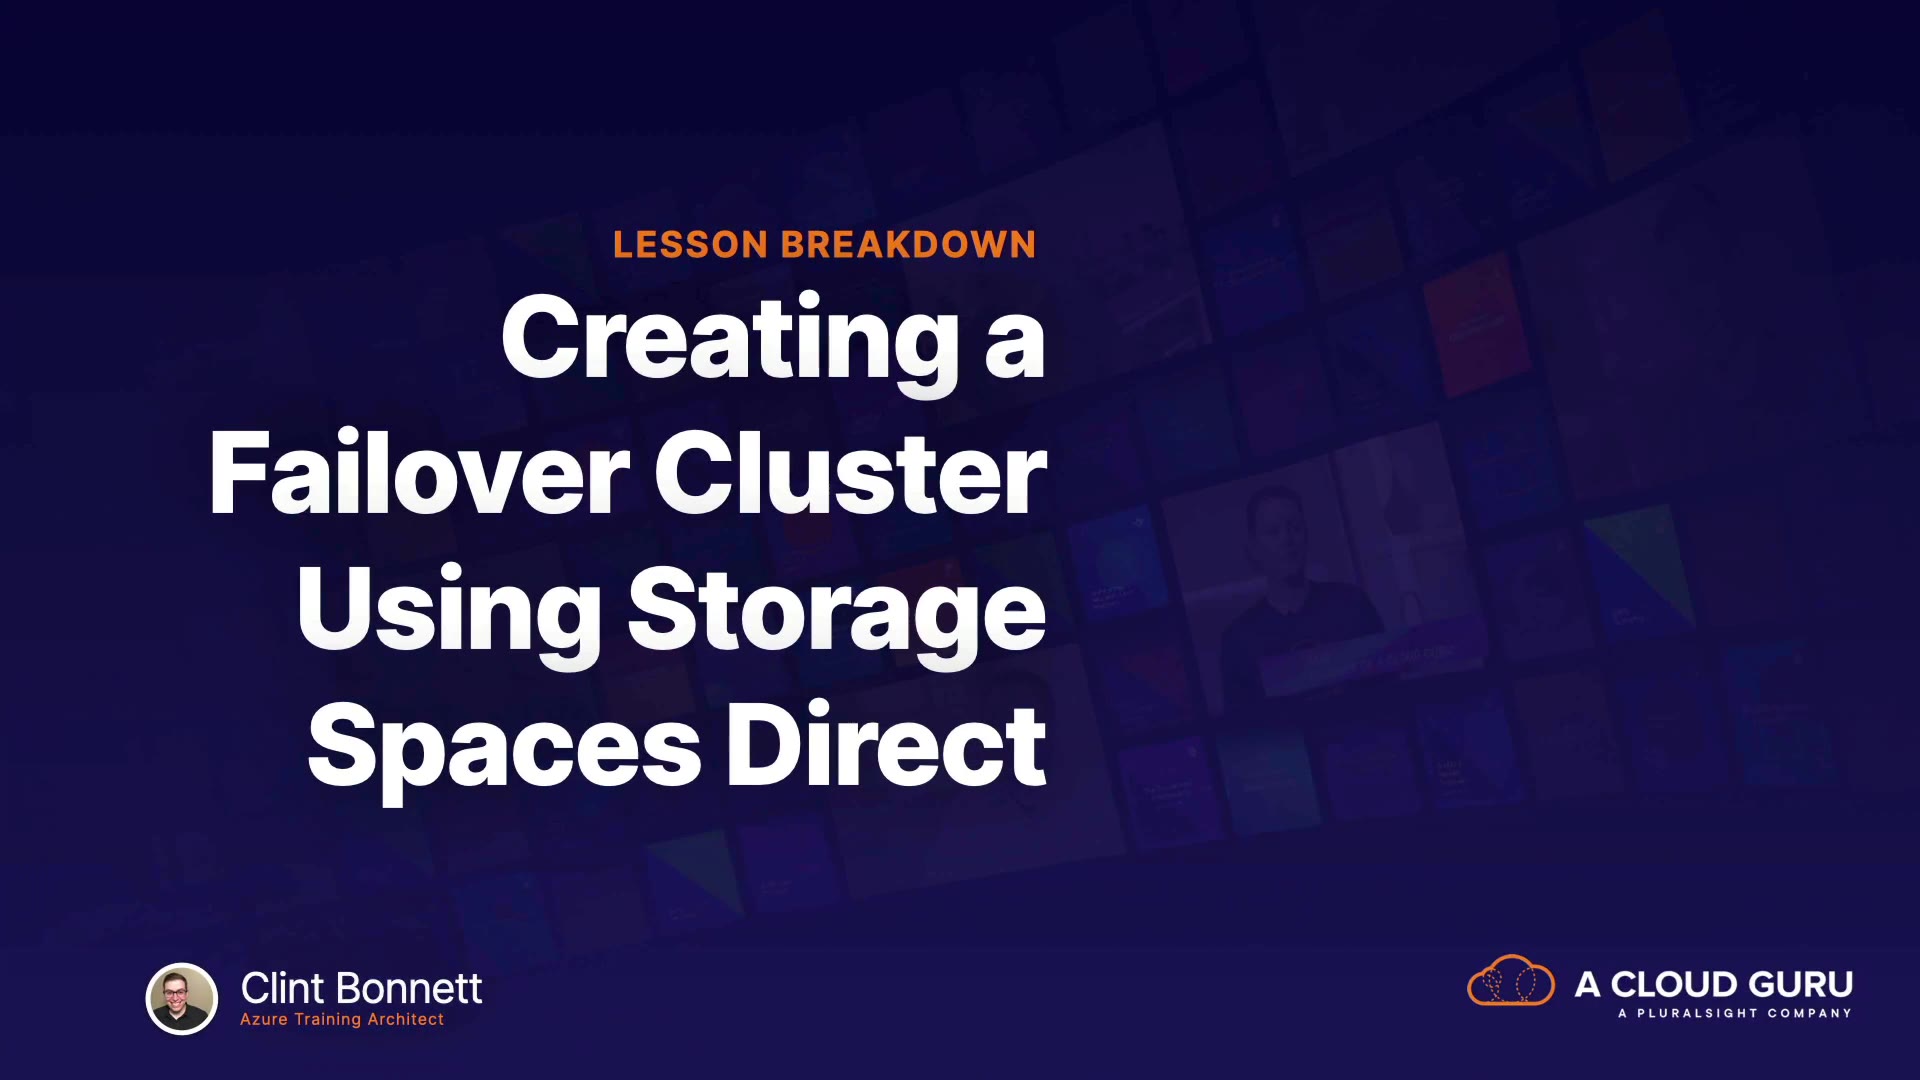 LESSON BREAKDOWN
Creating a
Failover Cluster
Using Storage
Spaces Direct
Clint Bonnett
Azure Training Architect
A CLOUD GURU
A PLURALSIGHT COMPANY